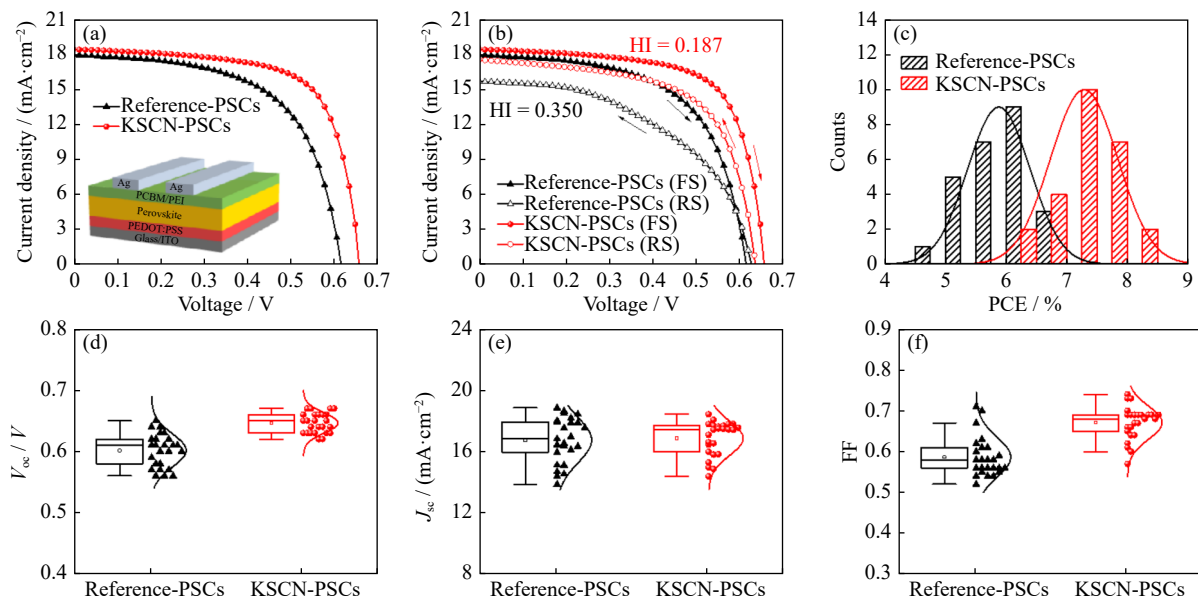 (a)
Current density / (mA·cm⁻²)
21
18
15
12
9
6
3
0
Reference-PSCs
KSCN-PSCs
Ag
Ag
PCBM/PEI
Perovskite
PEDOT:PSS
Glass/ITO
0 0.1 0.2 0.3 0.4 0.5 0.6 0.7
Voltage / V
(b)
Current density / (mA·cm⁻²)
21
18
15
12
9
6
3
0
HI = 0.187
HI = 0.350
Reference-PSCs (FS)
Reference-PSCs (RS)
KSCN-PSCs (FS)
KSCN-PSCs (RS)
0 0.1 0.2 0.3 0.4 0.5 0.6 0.7
Voltage / V
(c)
Counts
12
10
8
6
4
2
0
Reference-PSCs
KSCN-PSCs
4 5 6 7 8 9
PCE / %
(d)
Voc / V
0.8
0.7
0.6
0.5
0.4
Reference-PSCs KSCN-PSCs
(e)
Jsc / (mA·cm⁻²)
24
20
16
12
8
Reference-PSCs KSCN-PSCs
(f)
FF
0.9
0.8
0.7
0.6
0.5
0.4
0.3
Reference-PSCs KSCN-PSCs